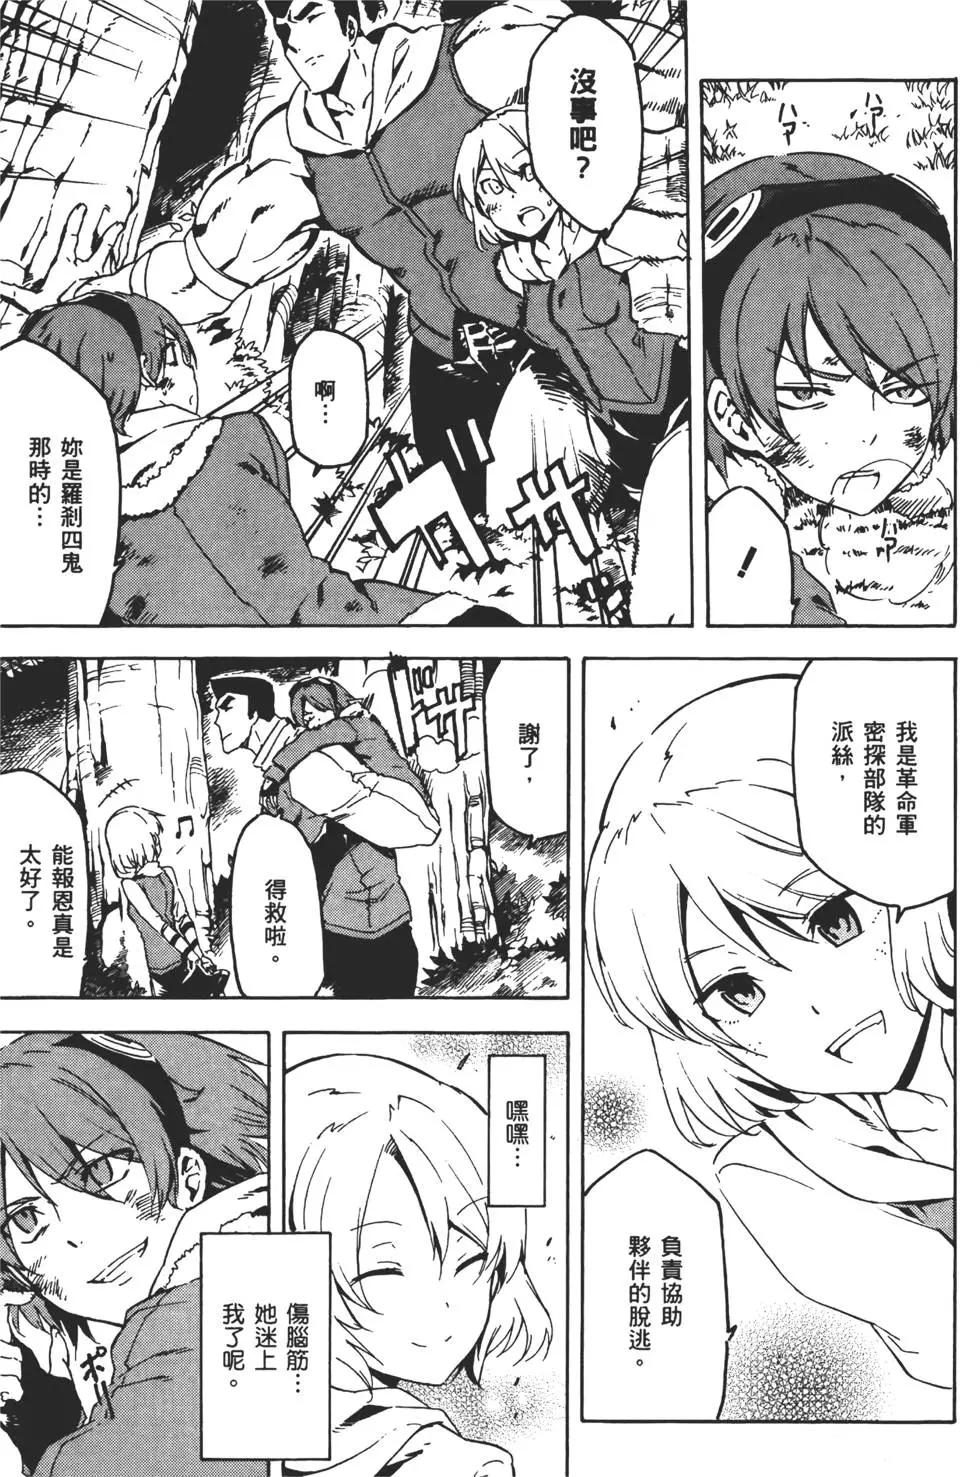 ハァ
ハァ
ハァ
！
沒事吧？
啊…
ザ
妳是羅剎四鬼
那時的…
我是革命軍
密探部隊的
派絲，
負責協助
夥伴的脫逃。
謝了，
得救啦。
能報恩真是
太好了。
嘿嘿…
傷腦筋…
她迷上
我了呢。
ポリ